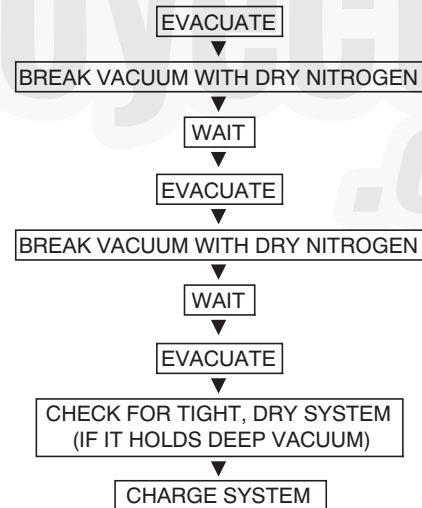 EVACUATE
BREAK VACUUM WITH DRY NITROGEN
WAIT
EVACUATE
BREAK VACUUM WITH DRY NITROGEN
WAIT
EVACUATE
CHECK FOR TIGHT, DRY SYSTEM
(IF IT HOLDS DEEP VACUUM)
CHARGE SYSTEM